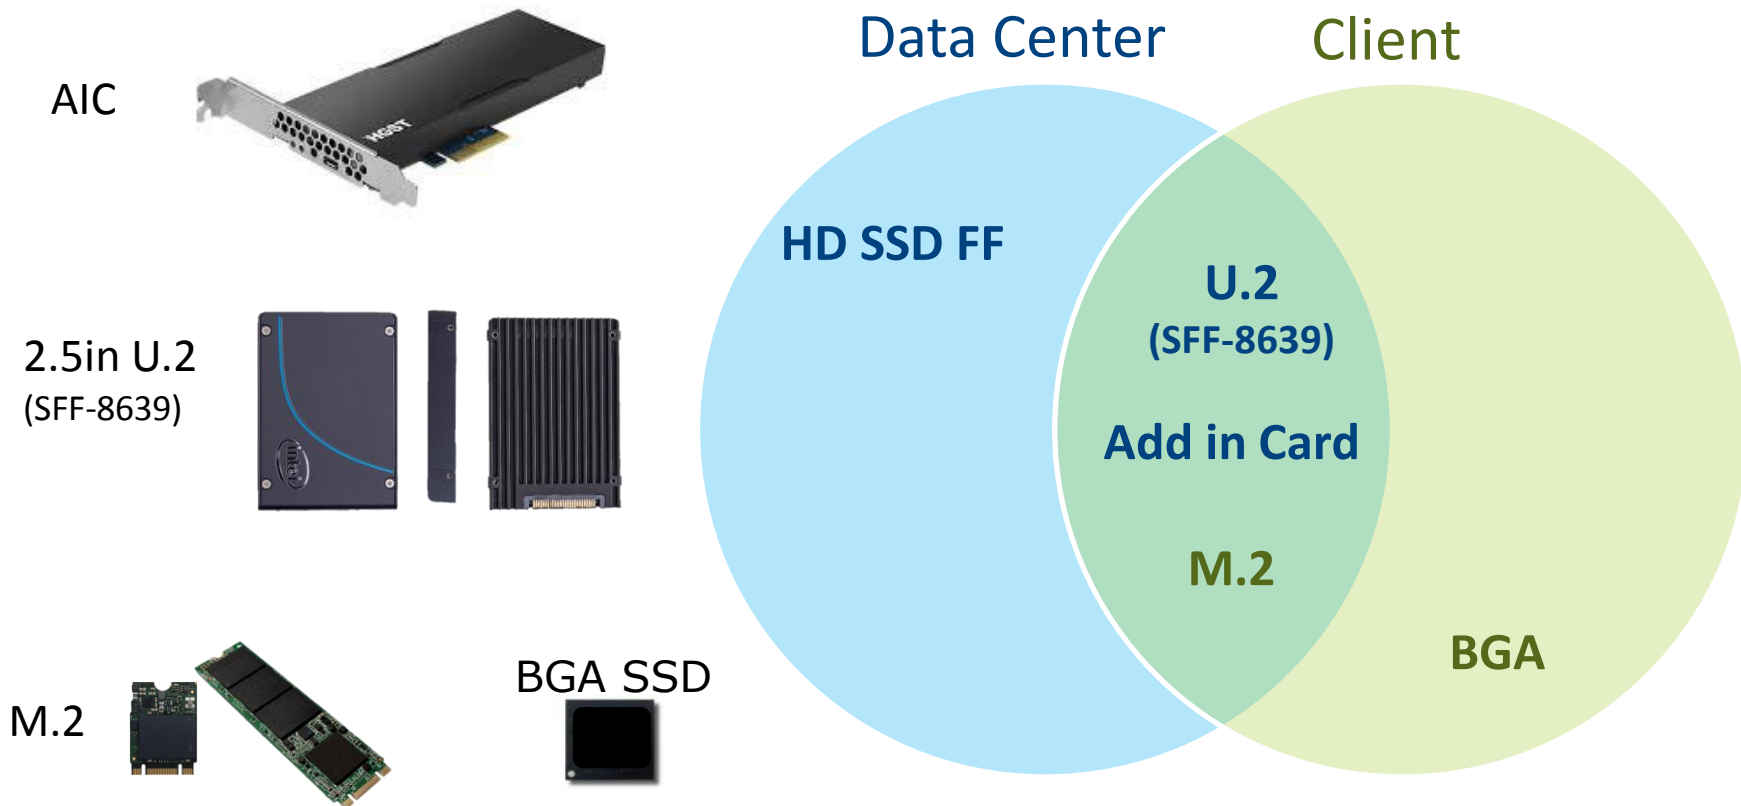 AIC
HGST
2.5in U.2
(SFF-8639)
intel
M.2
BGA SSD
Data Center
Client
HD SSD FF
U.2
(SFF-8639)
Add in Card
M.2
BGA